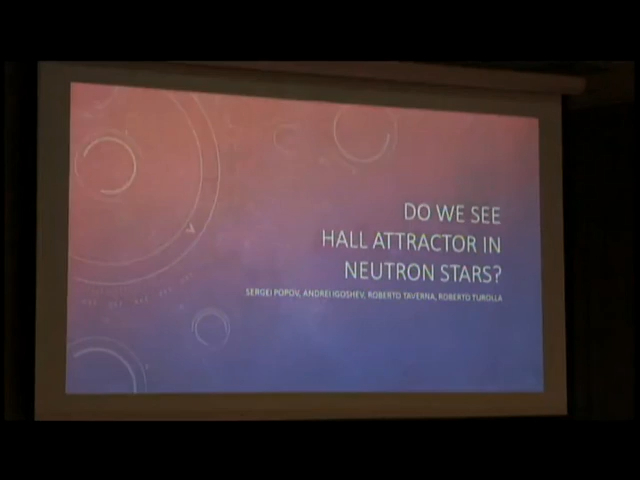 DO WE SEE
HALL ATTRACTOR IN
NEUTRON STARS?
SERGEI POPOV, ANDREI IGOSHEV, ROBERTO TAVERNA, ROBERTO TUROLLA